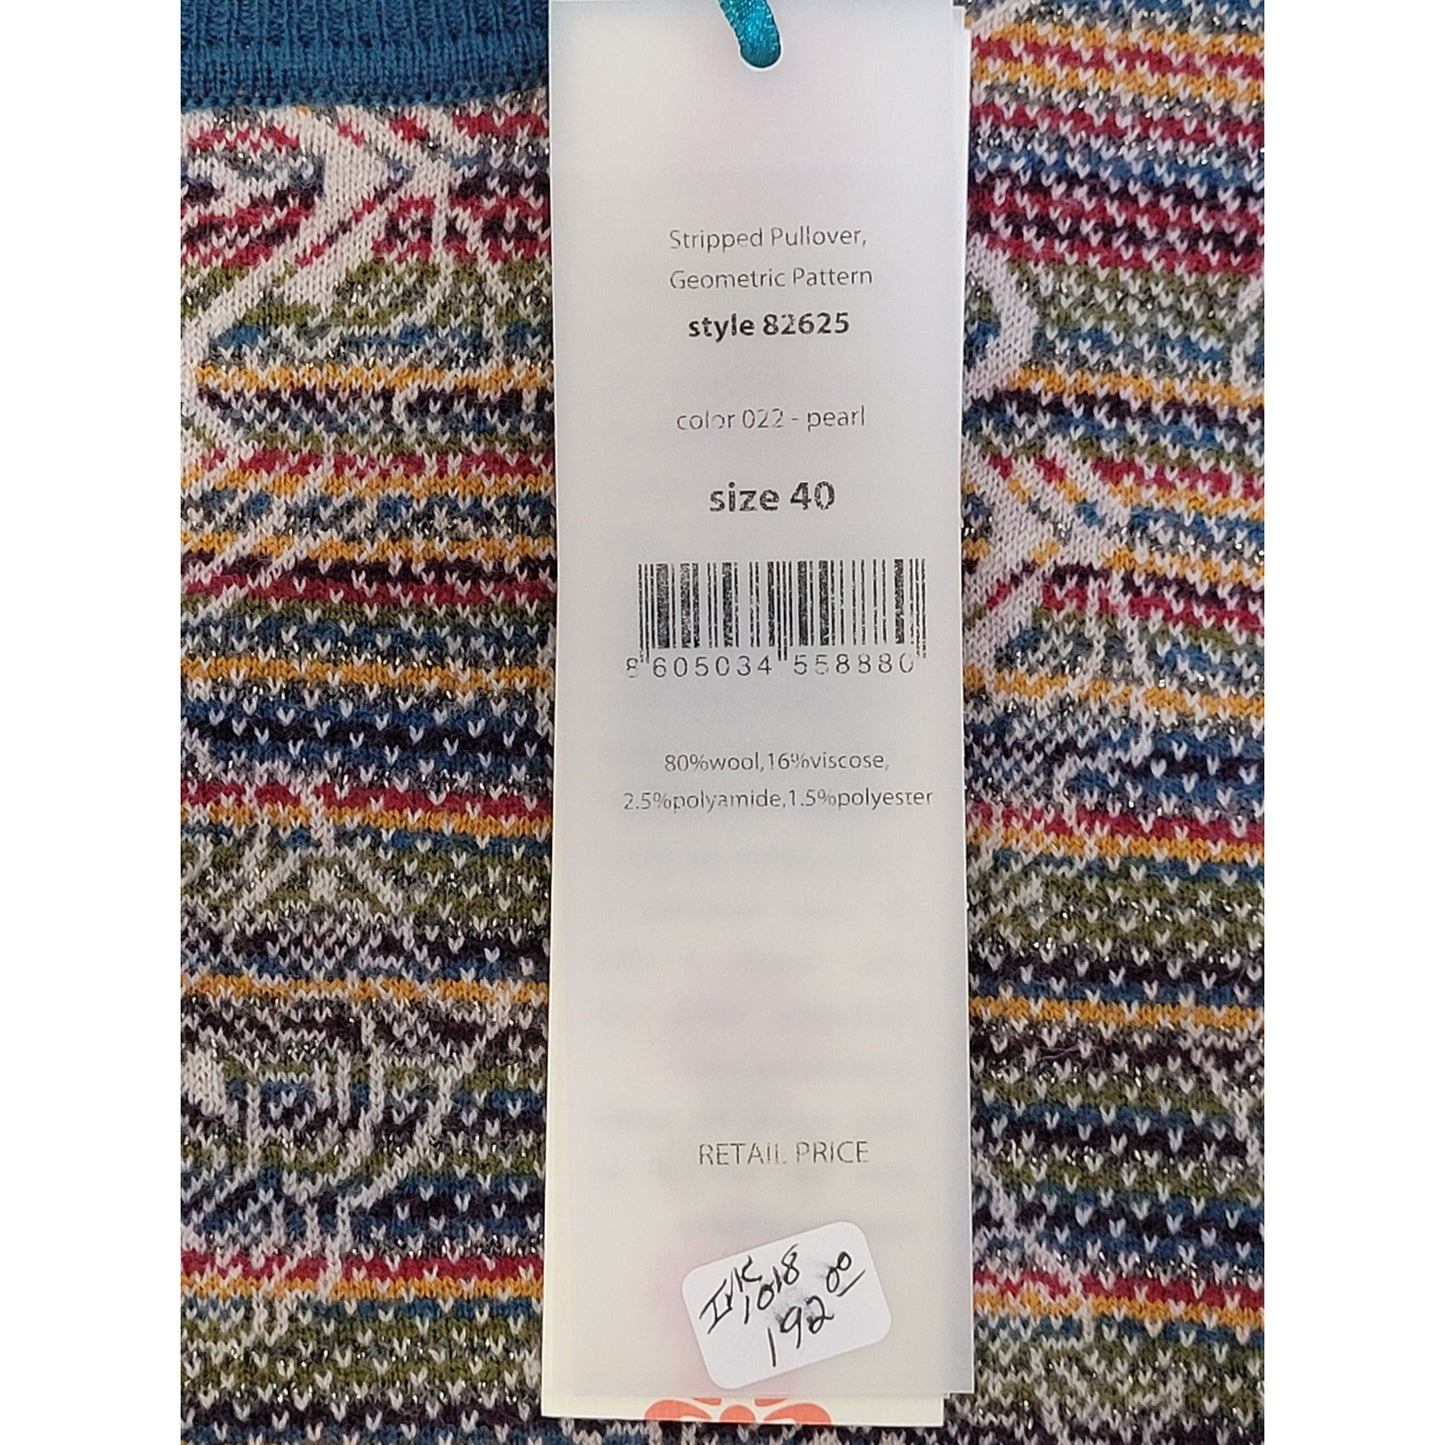 Stripped Pullover,
Geometric Pattern
style 82625
color 022 - pearl
size 40
8 605034 558880
80%wool,16%viscose,
2.5%polyamide,1.5%polyester
RETAIL PRICE
1018
192.00